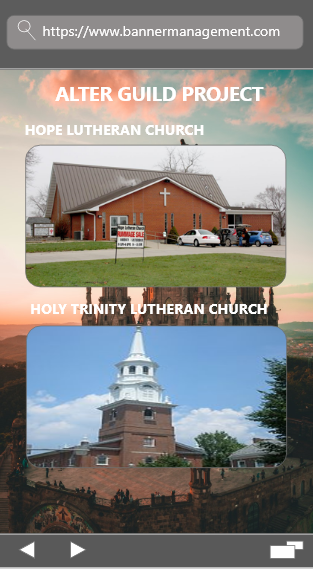 https://www.bannermanagement.com
ALTER GUILD PROJECT
HOPE LUTHERAN CHURCH
RUMMAGE SALE
HOLY TRINITY LUTHERAN CHURCH